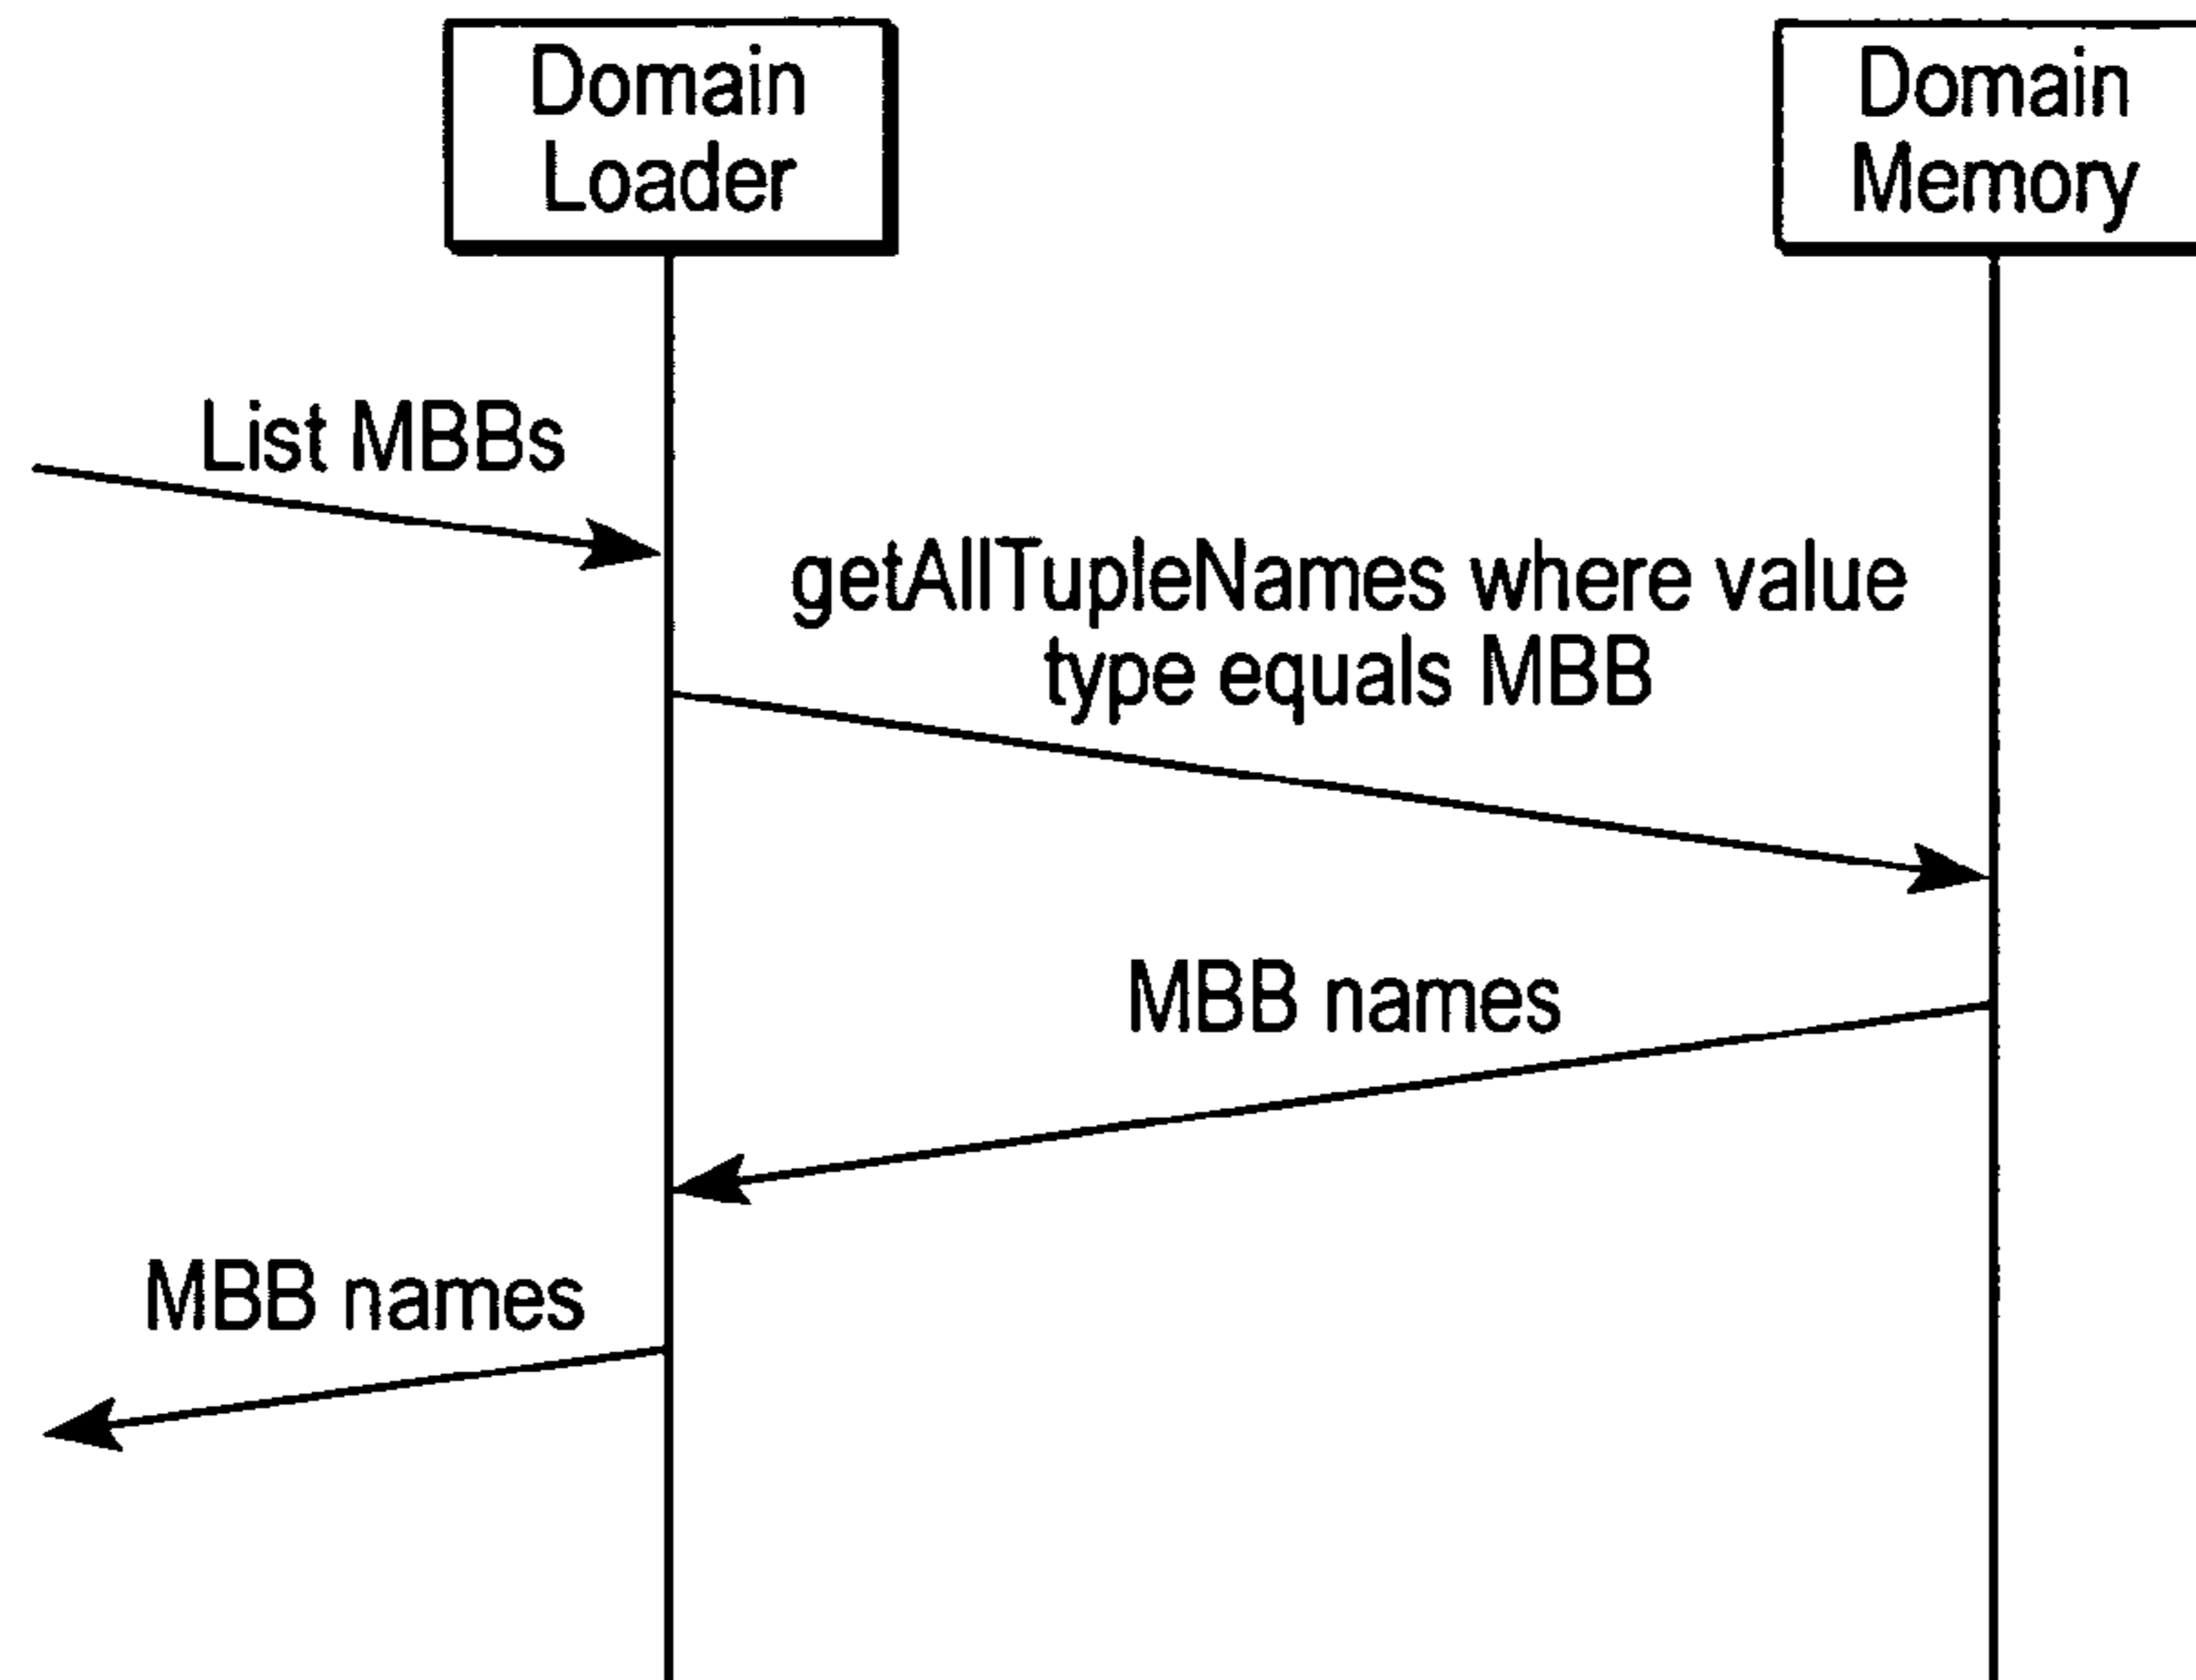 Domain
Loader
Domain
Memory
List MBBs
getAllTupleNames where value
type equals MBB
MBB names
MBB names